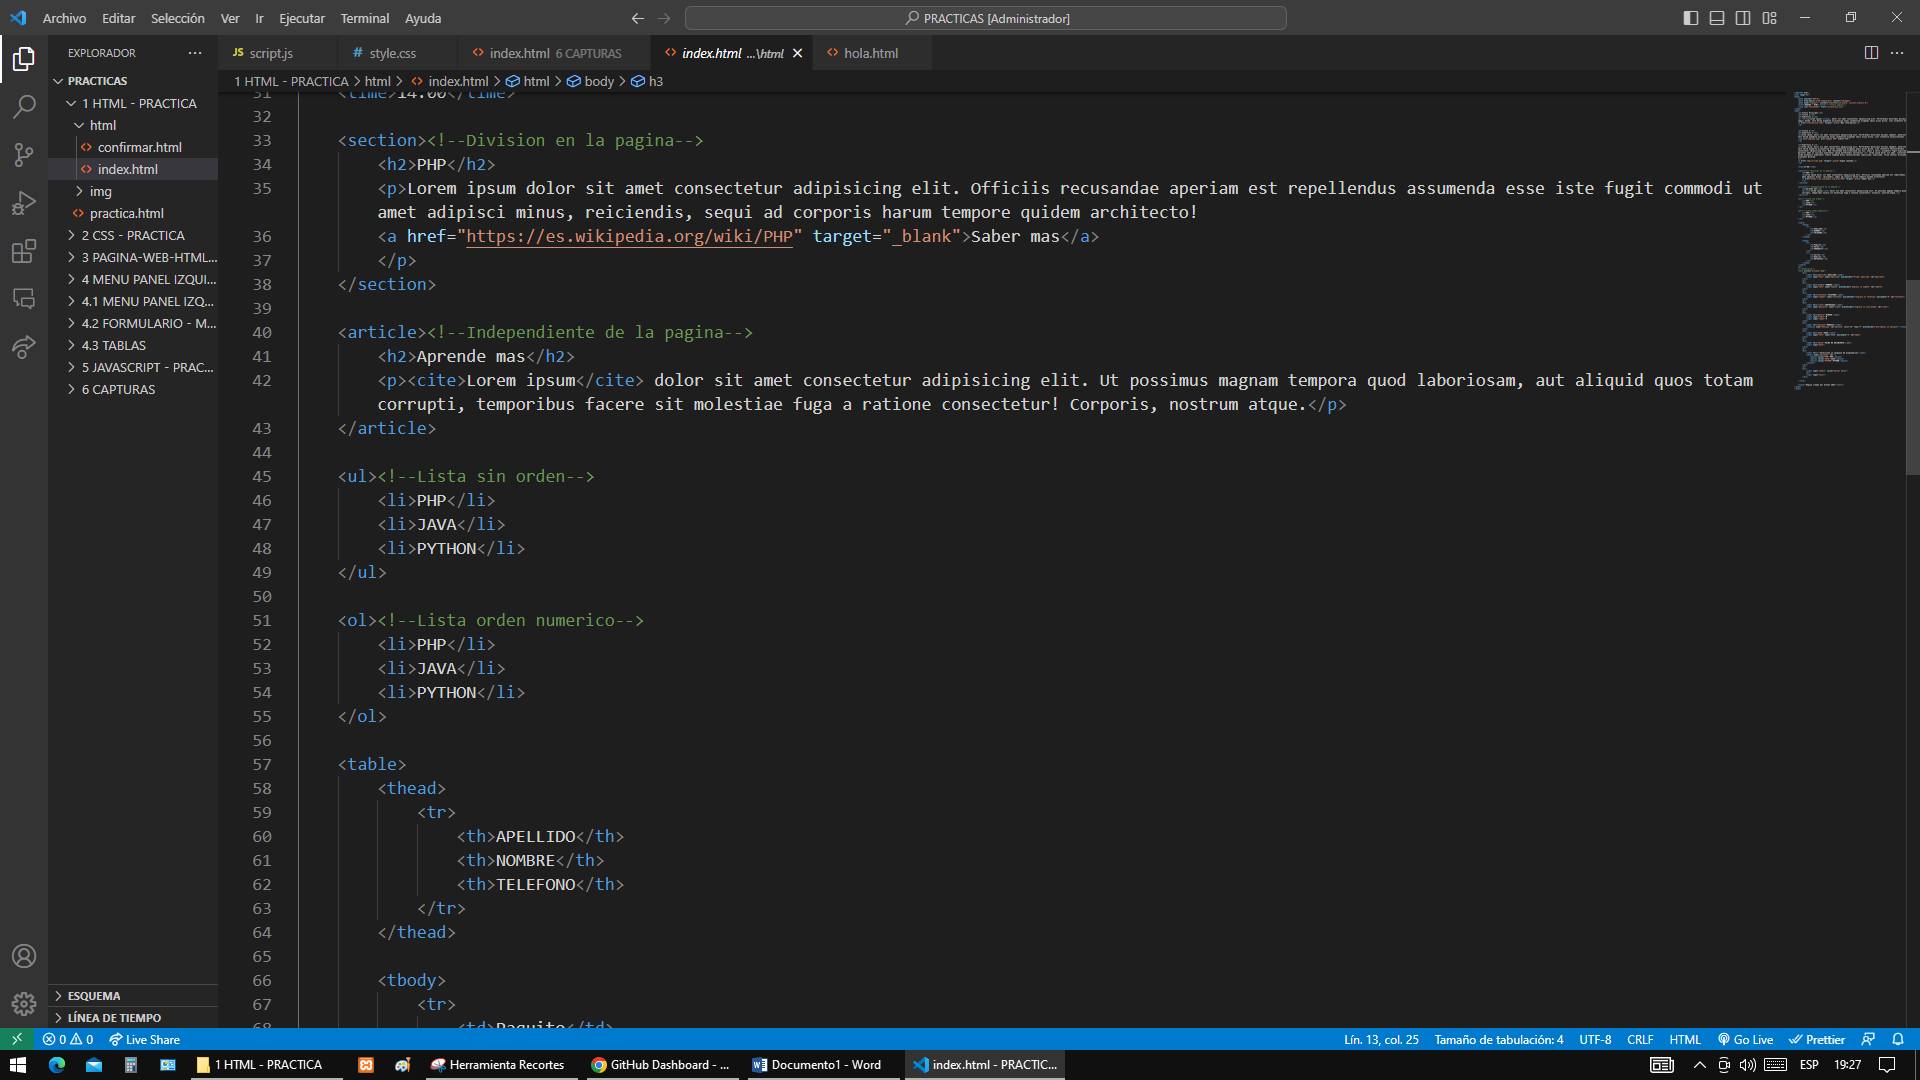 Archivo Editar Selección Ver Ir Ejecutar Terminal Ayuda
PRACTICAS [Administrador]
EXPLORADOR
PRACTICAS
1 HTML - PRACTICA
html
confirmar.html
index.html
img
practica.html
2 CSS - PRACTICA
3 PAGINA-WEB-HTML...
4 MENU PANEL IZQUI...
4.1 MENU PANEL IZQ...
4.2 FORMULARIO - M...
4.3 TABLAS
5 JAVASCRIPT - PRAC...
6 CAPTURAS
ESQUEMA
LÍNEA DE TIEMPO
JS script.js # style.css index.html 6 CAPTURAS index.html ...\html hola.html
1 HTML - PRACTICA > html > index.html > html > body > h3
31 <time>14:00</time>
32
33 <section><!--Division en la pagina-->
34 <h2>PHP</h2>
35 <p>Lorem ipsum dolor sit amet consectetur adipisicing elit. Officiis recusandae aperiam est repellendus assumenda esse iste fugit commodi ut
amet adipisci minus, reiciendis, sequi ad corporis harum tempore quidem architecto!
36 <a href="https://es.wikipedia.org/wiki/PHP" target="_blank">Saber mas</a>
37 </p>
38 </section>
39
40 <article><!--Independiente de la pagina-->
41 <h2>Aprende mas</h2>
42 <p><cite>Lorem ipsum</cite> dolor sit amet consectetur adipisicing elit. Ut possimus magnam tempora quod laboriosam, aut aliquid quos totam
corrupti, temporibus facere sit molestiae fuga a ratione consectetur! Corporis, nostrum atque.</p>
43 </article>
44
45 <ul><!--Lista sin orden-->
46 <li>PHP</li>
47 <li>JAVA</li>
48 <li>PYTHON</li>
49 </ul>
50
51 <ol><!--Lista orden numerico-->
52 <li>PHP</li>
53 <li>JAVA</li>
54 <li>PYTHON</li>
55 </ol>
56
57 <table>
58 <thead>
59 <tr>
60 <th>APELLIDO</th>
61 <th>NOMBRE</th>
62 <th>TELEFONO</th>
63 </tr>
64 </thead>
65
66 <tbody>
67 <tr>
68 <td>Paquito</td>
0 0 Live Share Lín. 13, col. 25 Tamaño de tabulación: 4 UTF-8 CRLF HTML Go Live Prettier
1 HTML - PRACTICA Herramienta Recortes GitHub Dashboard - ... Documento1 - Word index.html - PRACTIC... ESP 19:27